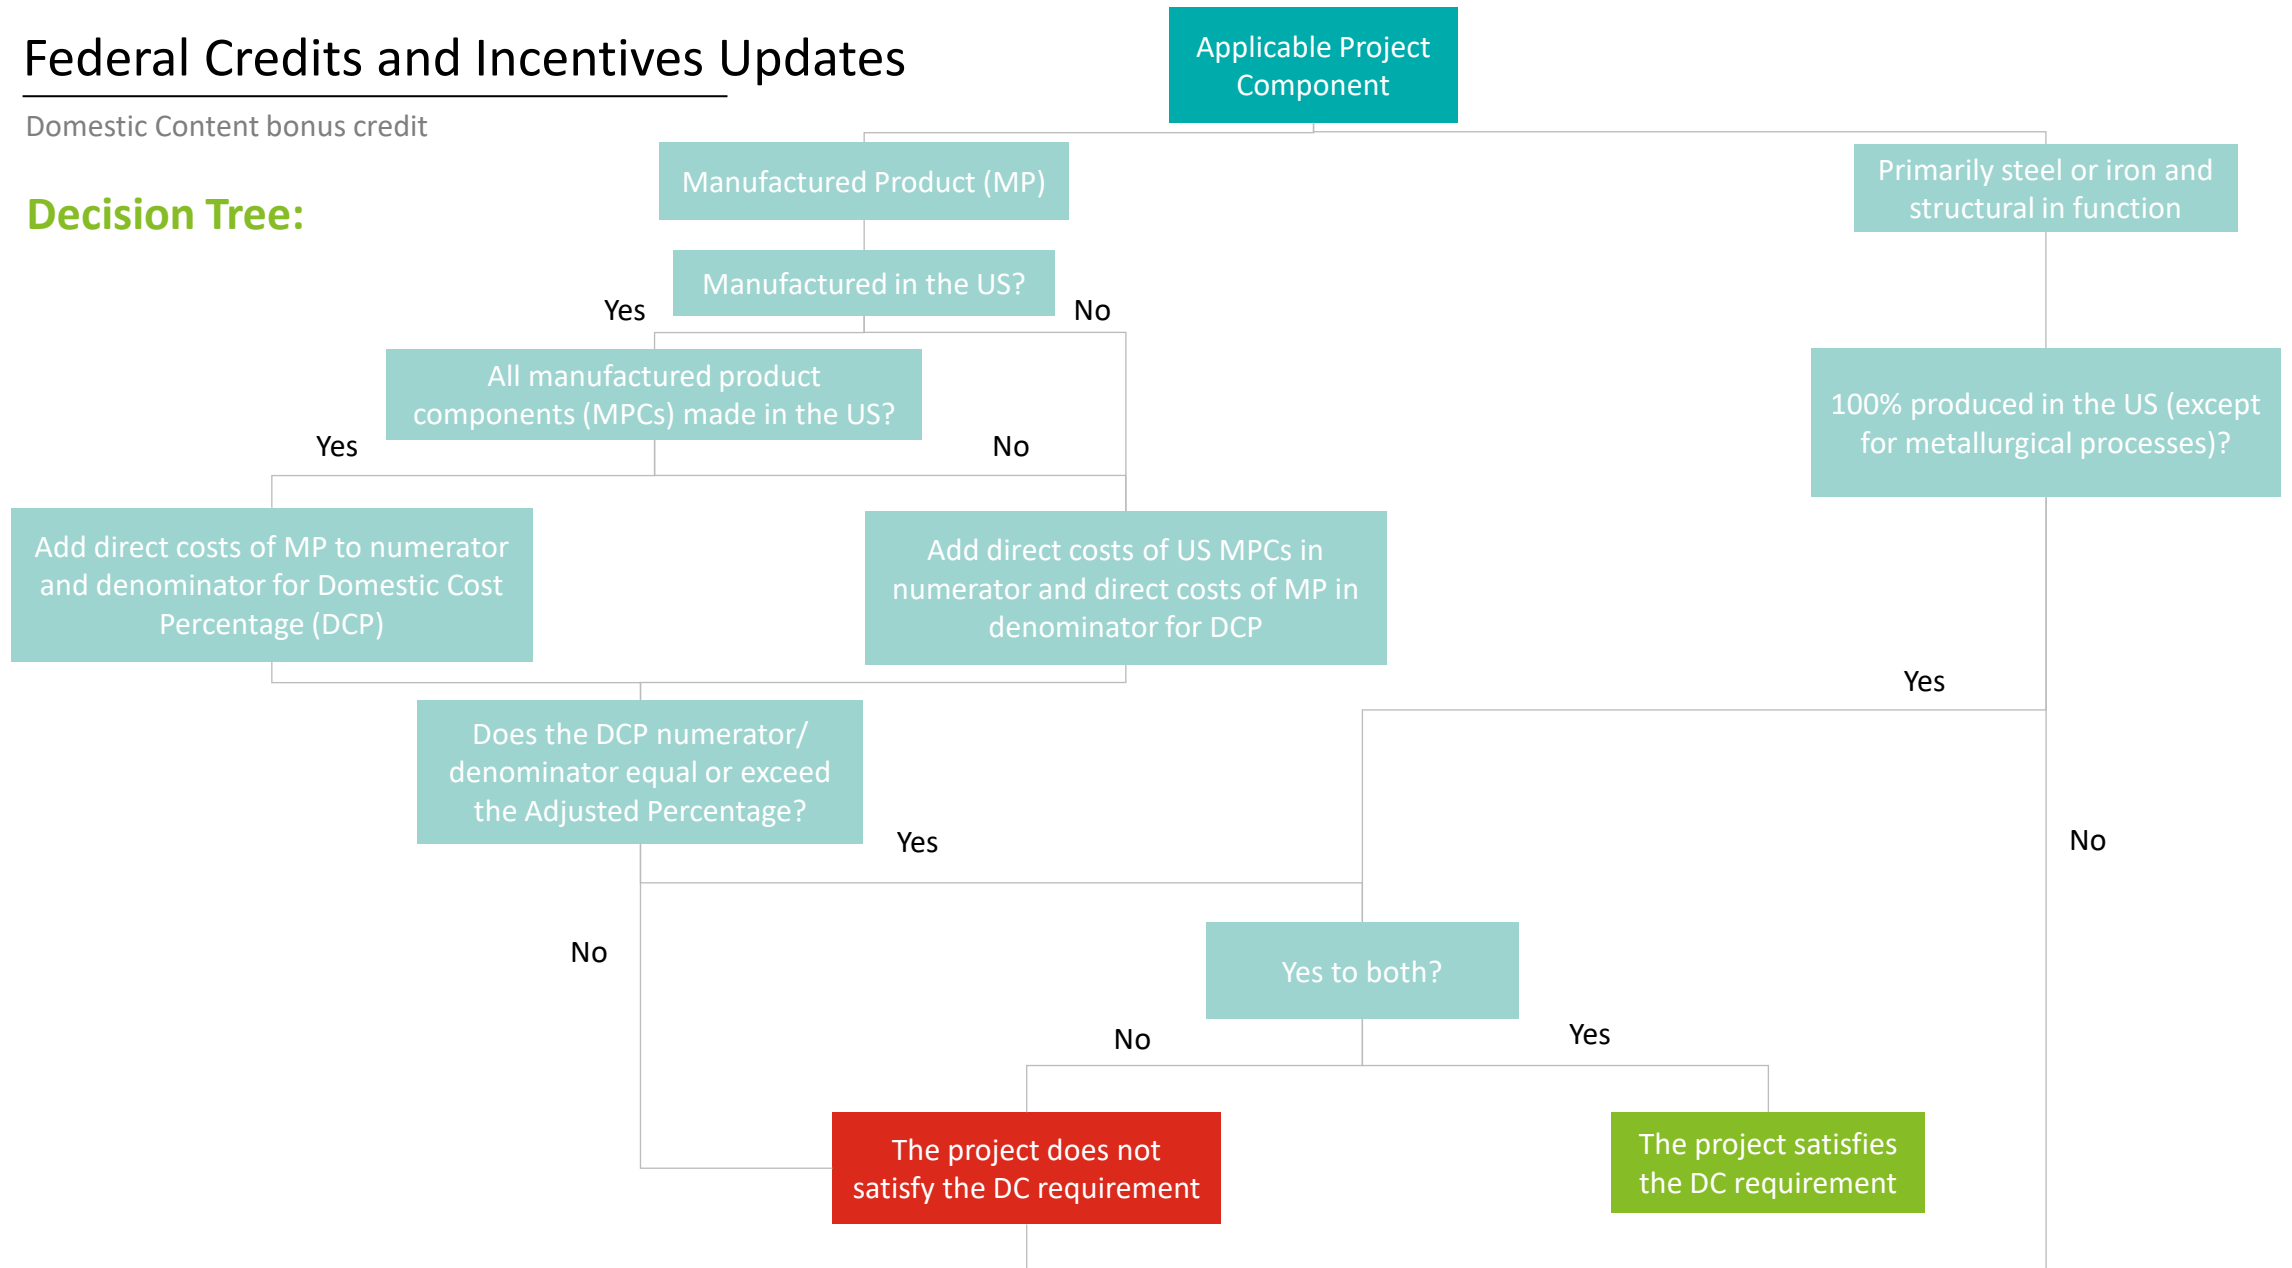 Federal Credits and Incentives Updates
Domestic Content bonus credit
Decision Tree:
Applicable Project
Component
Manufactured Product (MP)
Primarily steel or iron and
structural in function
Manufactured in the US?
Yes
No
All manufactured product
components (MPCs) made in the US?
100% produced in the US (except
for metallurgical processes)?
Yes
No
Add direct costs of MP to numerator
and denominator for Domestic Cost
Percentage (DCP)
Add direct costs of US MPCs in
numerator and direct costs of MP in
denominator for DCP
Yes
Does the DCP numerator/
denominator equal or exceed
the Adjusted Percentage?
Yes
No
No
Yes to both?
No
Yes
The project does not
satisfy the DC requirement
The project satisfies
the DC requirement